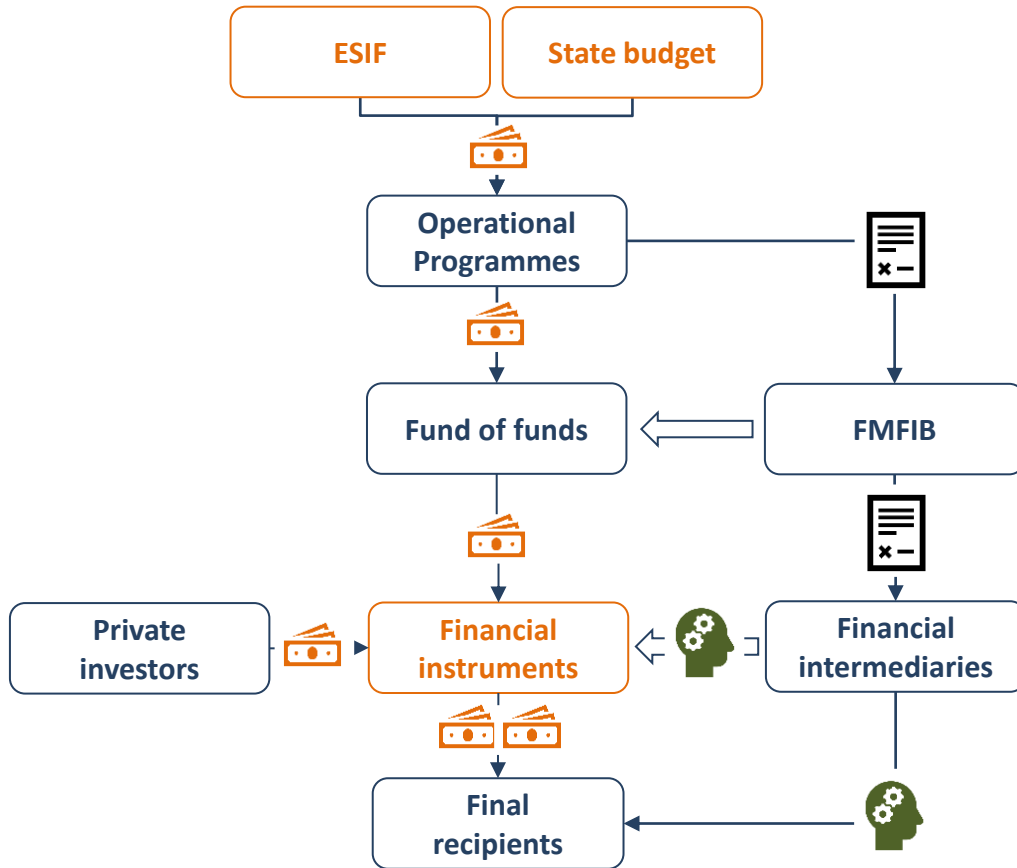 ESIF
State budget
Operational
Programmes
Fund of funds
FMFIB
Private
investors
Financial
instruments
Financial
intermediaries
Final
recipients